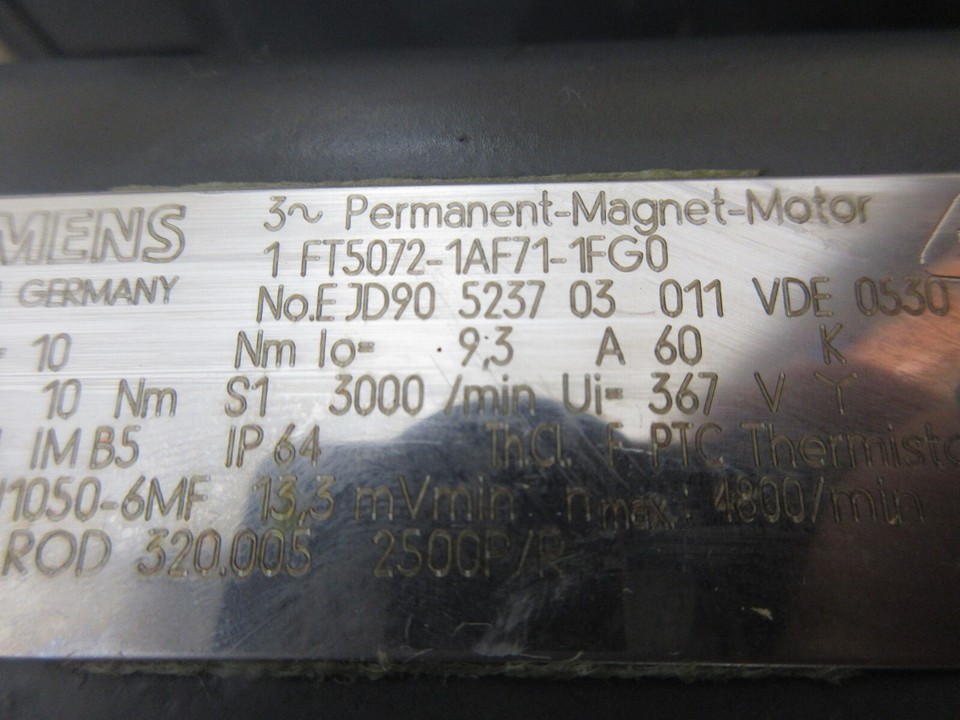 MENS 3~ Permanent-Magnet-Motor
1 FT5072-1AF71-1FG0
GERMANY No.E JD90 5237 03 011 VDE 0530
10 Nm Io= 9,3 A 60 K
10 Nm S1 3000 /min Ui= 367 V Y
IM B5 IP 64 Th.Cl. F PTC Thermisto
1050-6MF 13,3 mVmin nmax: 4800/min
ROD 320.005 2500P/R